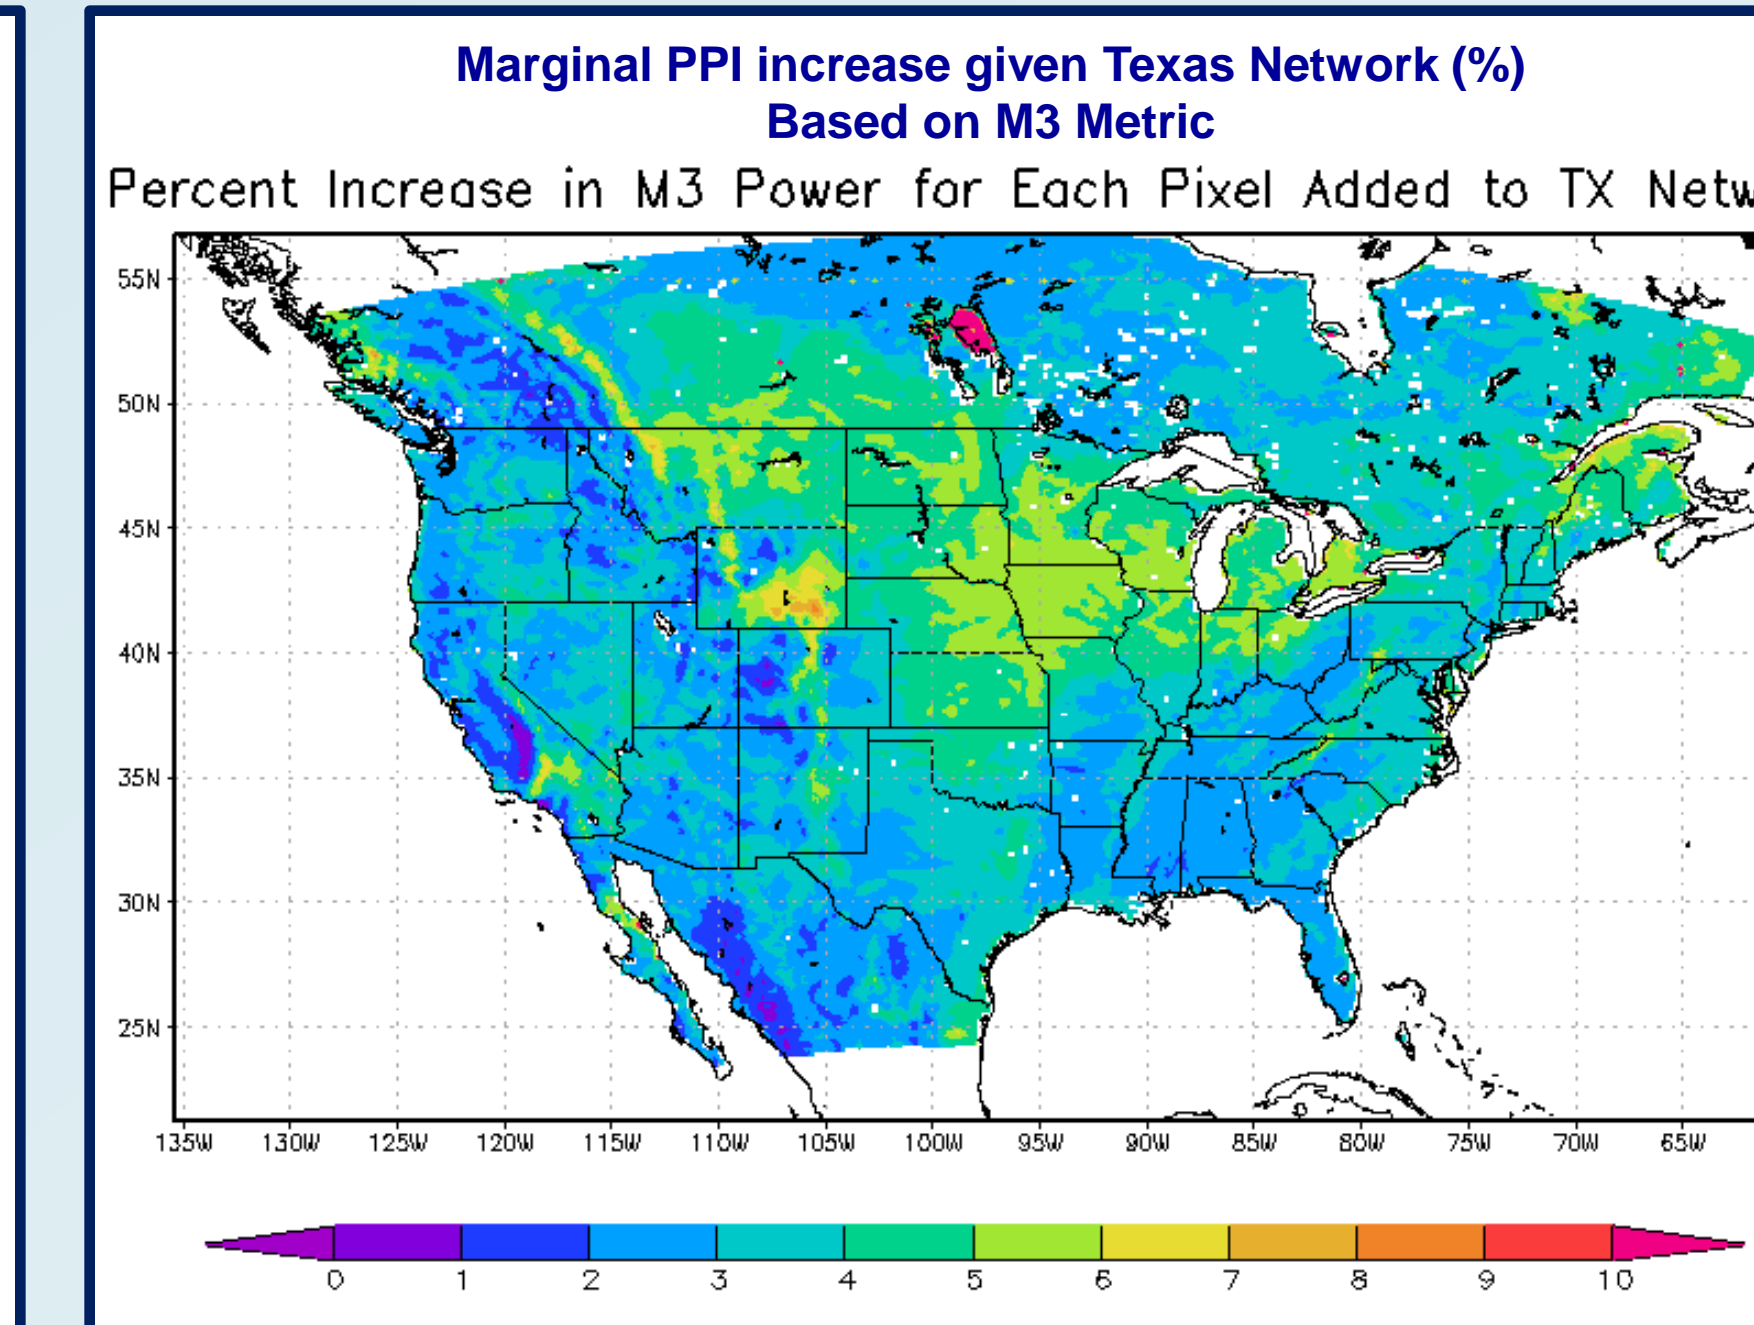 Marginal PPI increase given Texas Network (%)
Based on M3 Metric
Percent Increase in M3 Power for Each Pixel Added to TX Netw
55N
50N
45N
40N
35N
30N
25N
135W 130W 125W 120W 115W 110W 105W 100W 95W 90W 85W 80W 75W 70W 65W
0 1 2 3 4 5 6 7 8 9 10